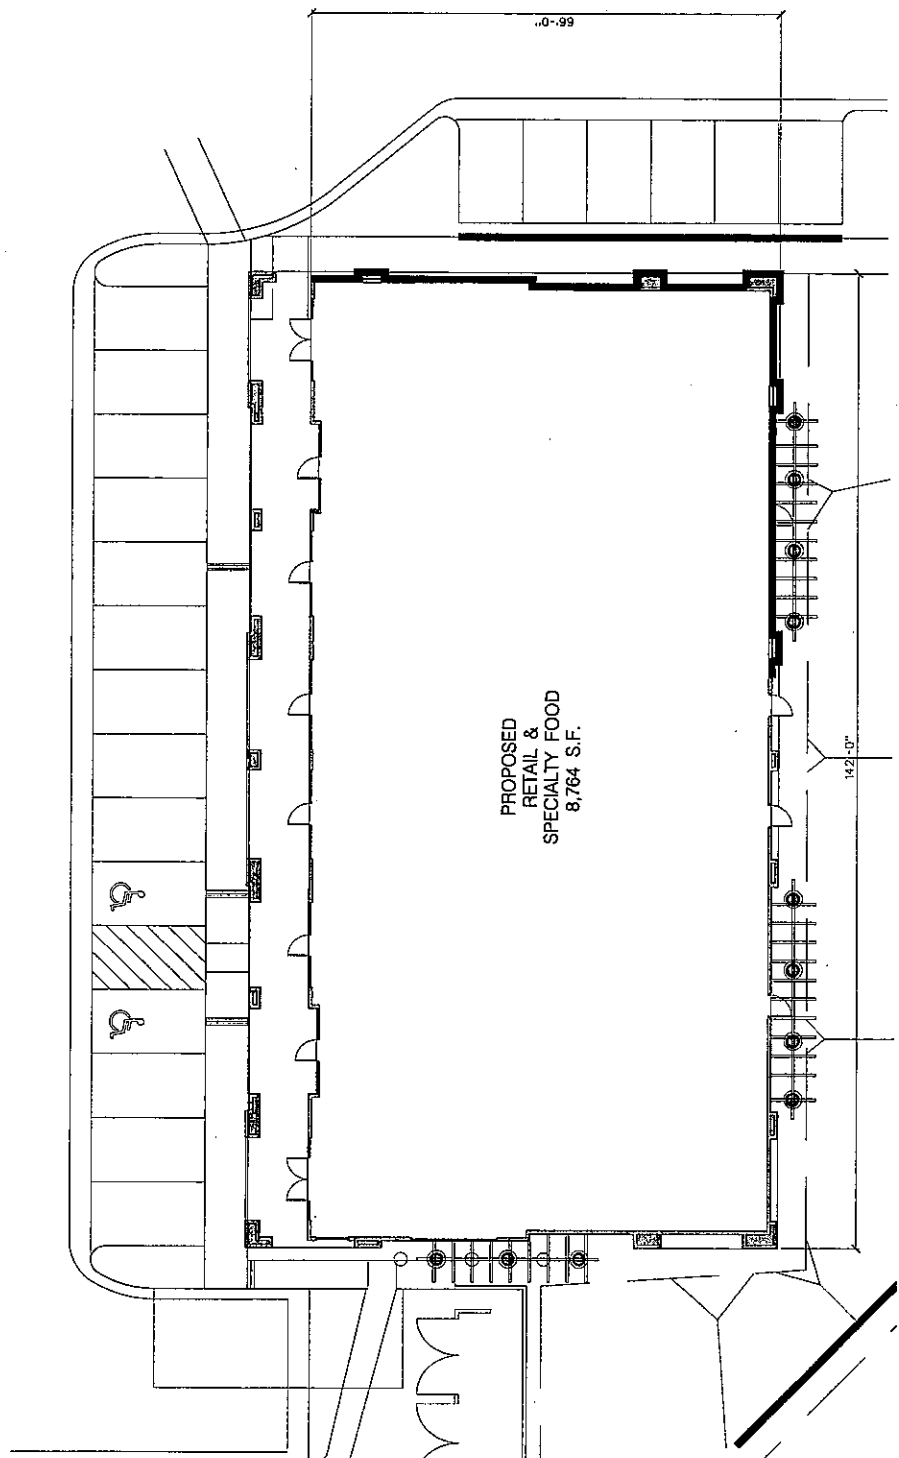 66'-0"
PROPOSED
RETAIL &
SPECIALTY FOOD
8,764 S.F.
142'-0"